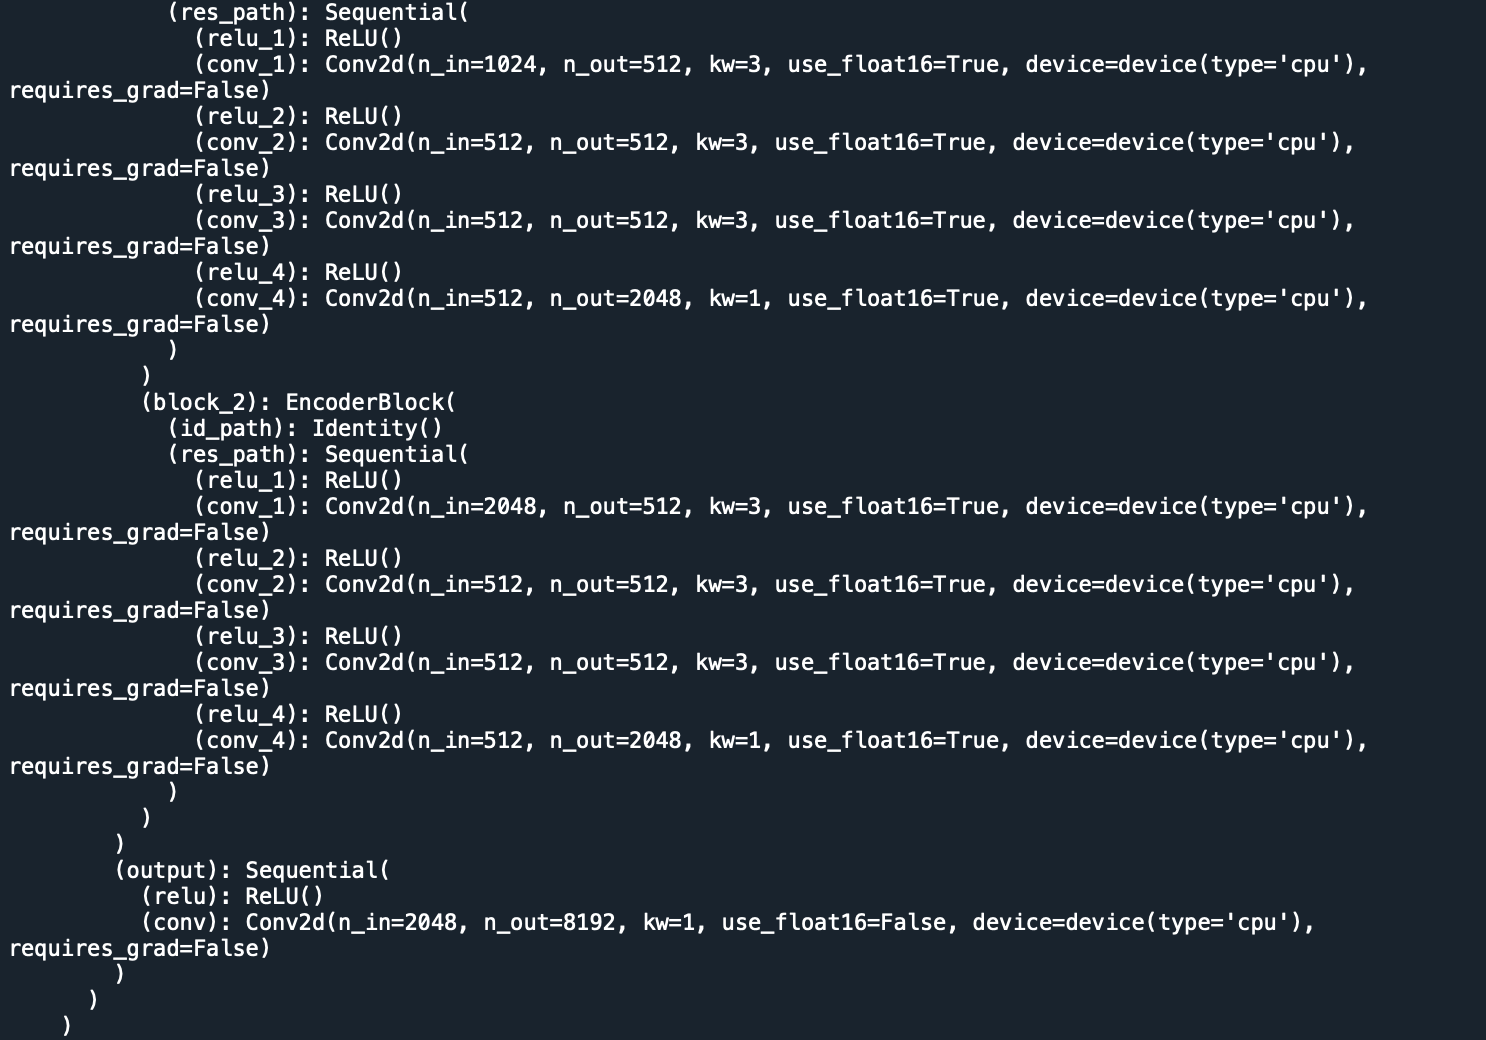 (res_path): Sequential(
(relu_1): ReLU()
(conv_1): Conv2d(n_in=1024, n_out=512, kw=3, use_float16=True, device=device(type='cpu'),
requires_grad=False)
(relu_2): ReLU()
(conv_2): Conv2d(n_in=512, n_out=512, kw=3, use_float16=True, device=device(type='cpu'),
requires_grad=False)
(relu_3): ReLU()
(conv_3): Conv2d(n_in=512, n_out=512, kw=3, use_float16=True, device=device(type='cpu'),
requires_grad=False)
(relu_4): ReLU()
(conv_4): Conv2d(n_in=512, n_out=2048, kw=1, use_float16=True, device=device(type='cpu'),
requires_grad=False)
)
)
(block_2): EncoderBlock(
(id_path): Identity()
(res_path): Sequential(
(relu_1): ReLU()
(conv_1): Conv2d(n_in=2048, n_out=512, kw=3, use_float16=True, device=device(type='cpu'),
requires_grad=False)
(relu_2): ReLU()
(conv_2): Conv2d(n_in=512, n_out=512, kw=3, use_float16=True, device=device(type='cpu'),
requires_grad=False)
(relu_3): ReLU()
(conv_3): Conv2d(n_in=512, n_out=512, kw=3, use_float16=True, device=device(type='cpu'),
requires_grad=False)
(relu_4): ReLU()
(conv_4): Conv2d(n_in=512, n_out=2048, kw=1, use_float16=True, device=device(type='cpu'),
requires_grad=False)
)
)
)
(output): Sequential(
(relu): ReLU()
(conv): Conv2d(n_in=2048, n_out=8192, kw=1, use_float16=False, device=device(type='cpu'),
requires_grad=False)
)
)
)